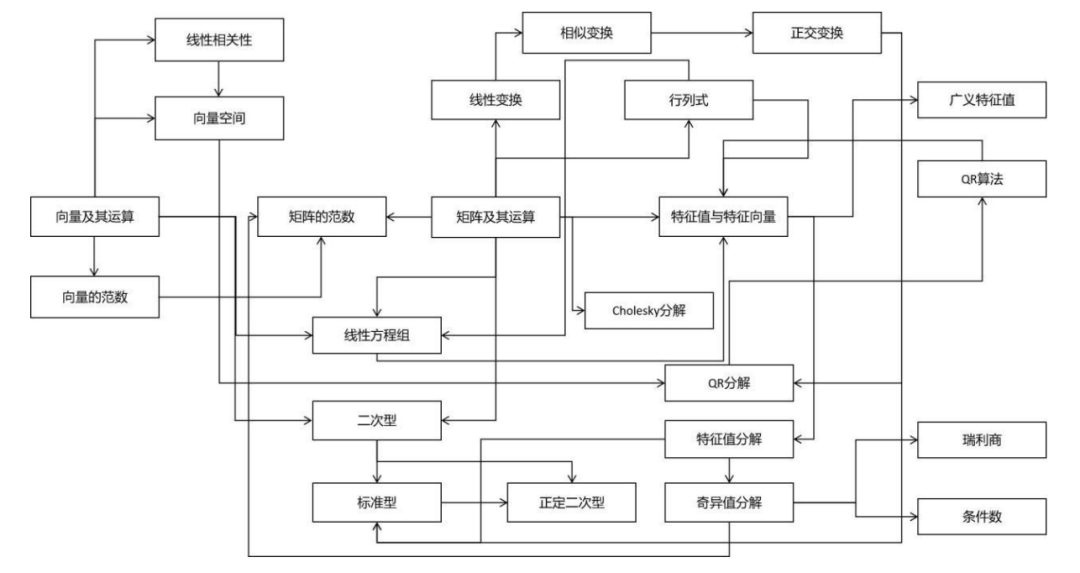 相似变换
正交变换
线性相关性
线性变换
行列式
广义特征值
向量空间
QR算法
向量及其运算
矩阵的范数
矩阵及其运算
特征值与特征向量
向量的范数
Cholesky分解
线性方程组
QR分解
二次型
特征值分解
瑞利商
标准型
正定二次型
奇异值分解
条件数